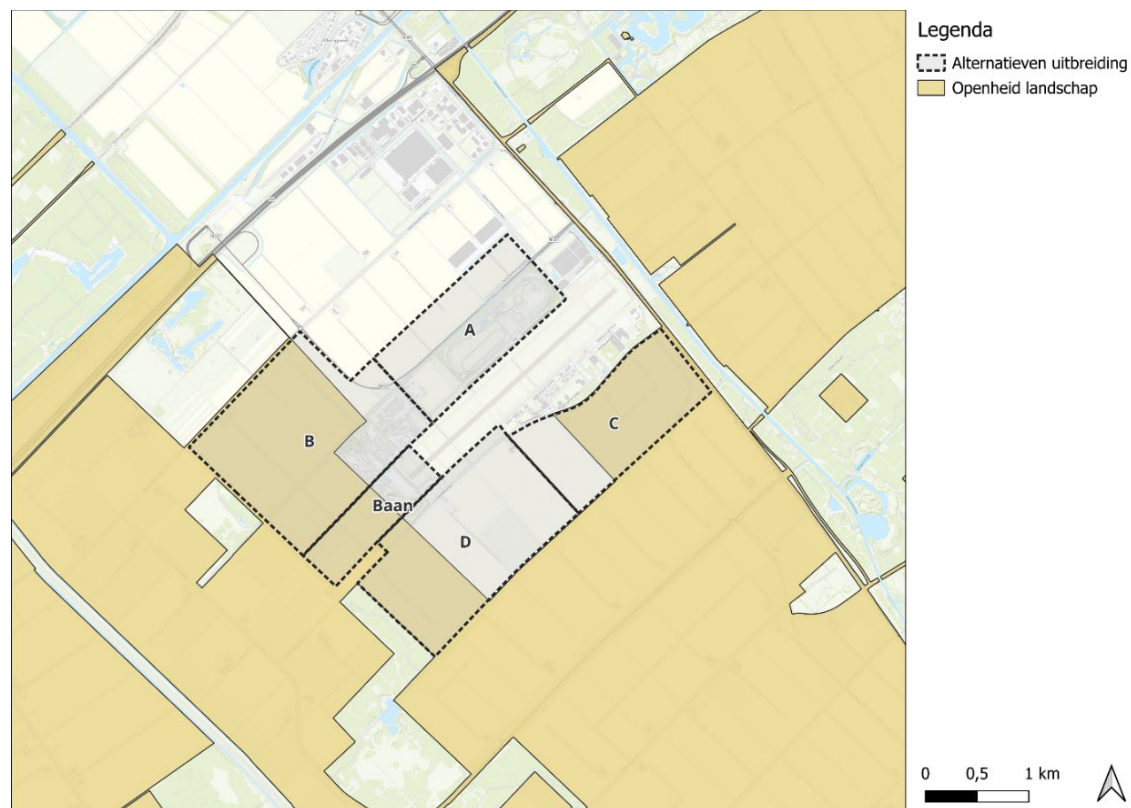 Legenda
Alternatieven uitbreiding
Openheid landschap
A
B
C
Baan
D
0 0,5 1 km